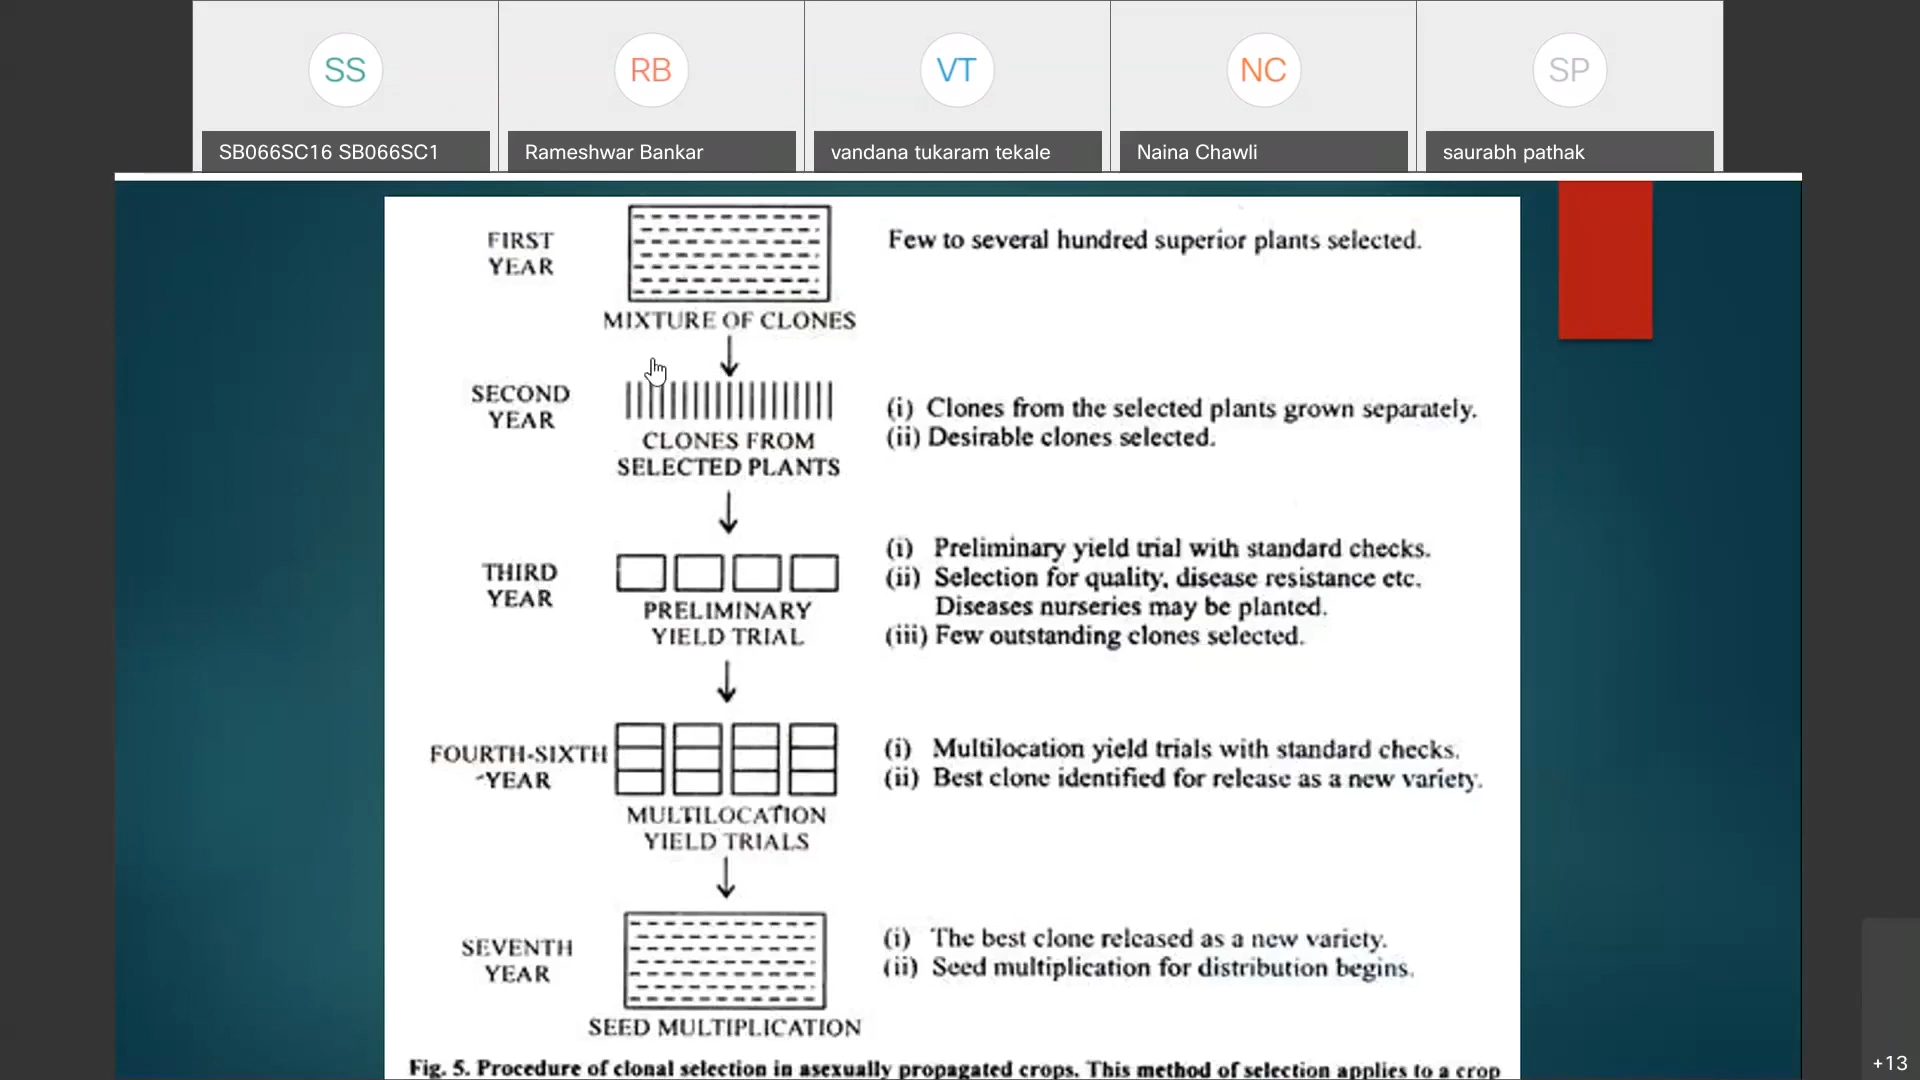 SS
RB
VT
NC
SP
SB066SC16 SB066SC1
Rameshwar Bankar
vandana tukaram tekale
Naina Chawli
saurabh pathak
FIRST
YEAR
MIXTURE OF CLONES
Few to several hundred superior plants selected.
SECOND
YEAR
CLONES FROM
SELECTED PLANTS
(i) Clones from the selected plants grown separately.
(ii) Desirable clones selected.
THIRD
YEAR
PRELIMINARY
YIELD TRIAL
(i) Preliminary yield trial with standard checks.
(ii) Selection for quality, disease resistance etc.
Diseases nurseries may be planted.
(iii) Few outstanding clones selected.
FOURTH-SIXTH
-YEAR
MULTILOCATION
YIELD TRIALS
(i) Multilocation yield trials with standard checks.
(ii) Best clone identified for release as a new variety.
SEVENTH
YEAR
SEED MULTIPLICATION
(i) The best clone released as a new variety.
(ii) Seed multiplication for distribution begins.
Fig. 5. Procedure of clonal selection in asexually propagated crops. This method of selection applies to a crop
+13